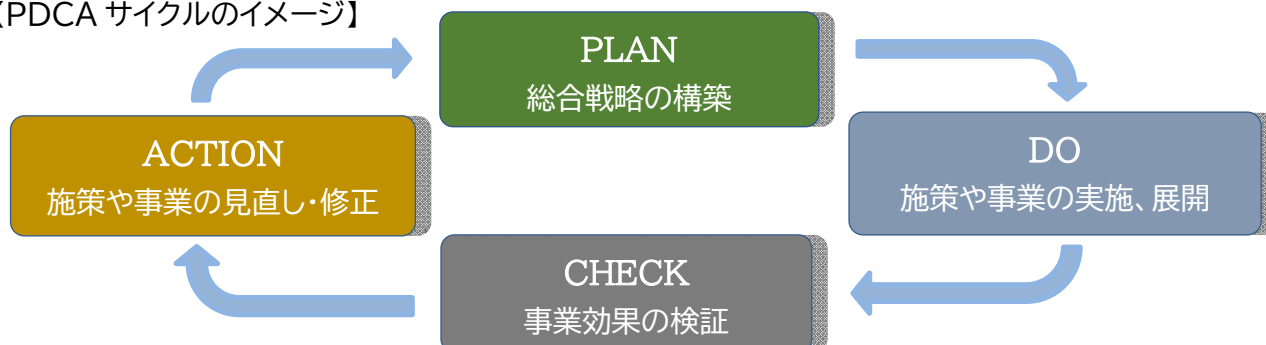 【PDCA サイクルのイメージ】
PLAN
総合戦略の構築
DO
施策や事業の実施、展開
CHECK
事業効果の検証
ACTION
施策や事業の見直し・修正